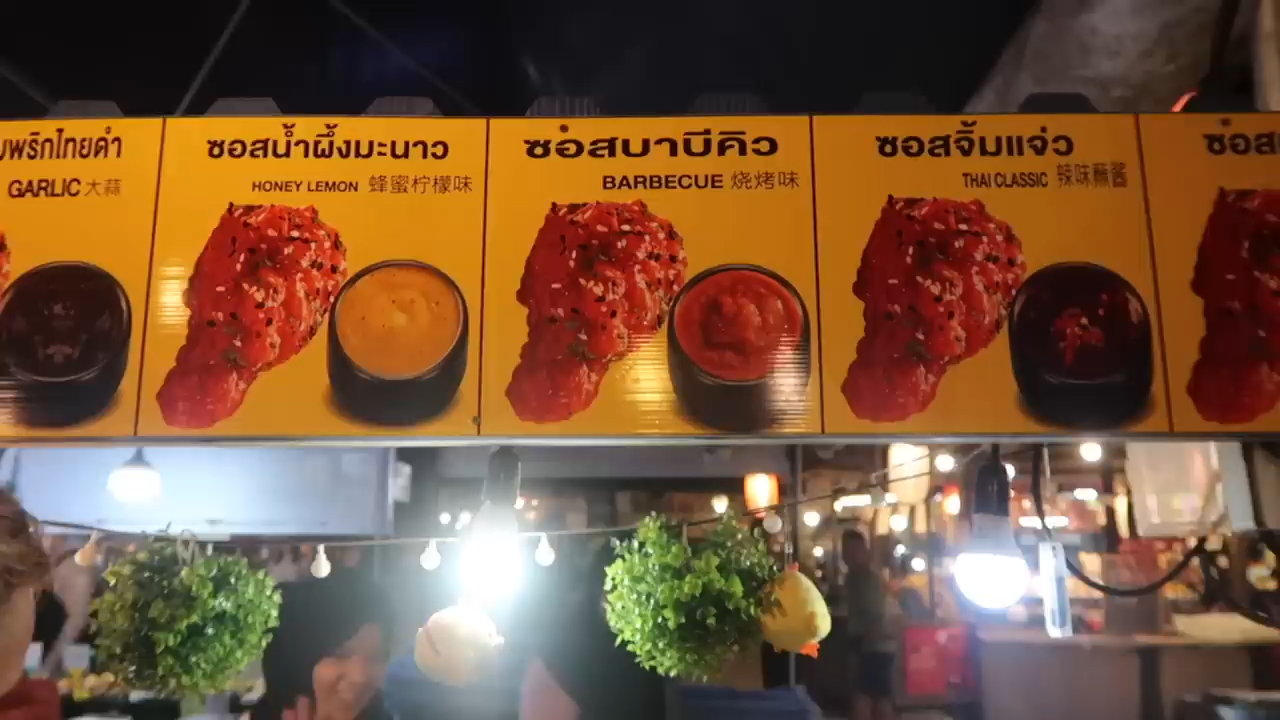 พริกไทยดำ
GARLIC 大蒜
ซอสน้ำผึ้งมะนาว
HONEY LEMON 蜂蜜柠檬味
ซ่อสบาบีคิว
BARBECUE 烧烤味
ซอสจิ้มแจ่ว
THAI CLASSIC 辣味蘸酱
ซ่อส